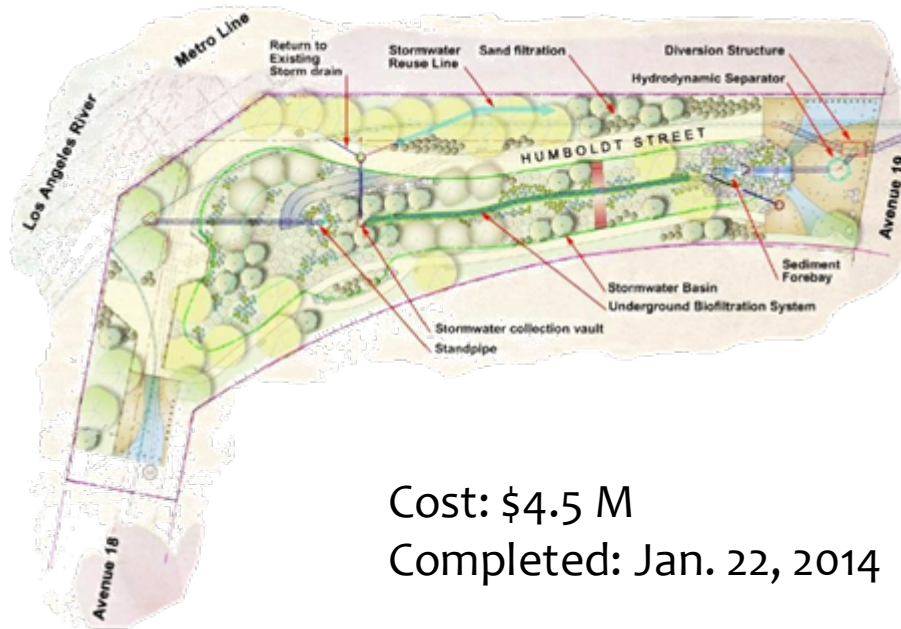 Metro Line
Los Angeles River
Return to
Existing
Storm drain
Stormwater
Reuse Line
Sand filtration
Diversion Structure
Hydrodynamic Separator
HUMBOLDT STREET
Avenue 19
Sediment
Forebay
Stormwater Basin
Underground Biofiltration System
Stormwater collection vault
Standpipe
Avenue 18
Cost: $4.5 M
Completed: Jan. 22, 2014